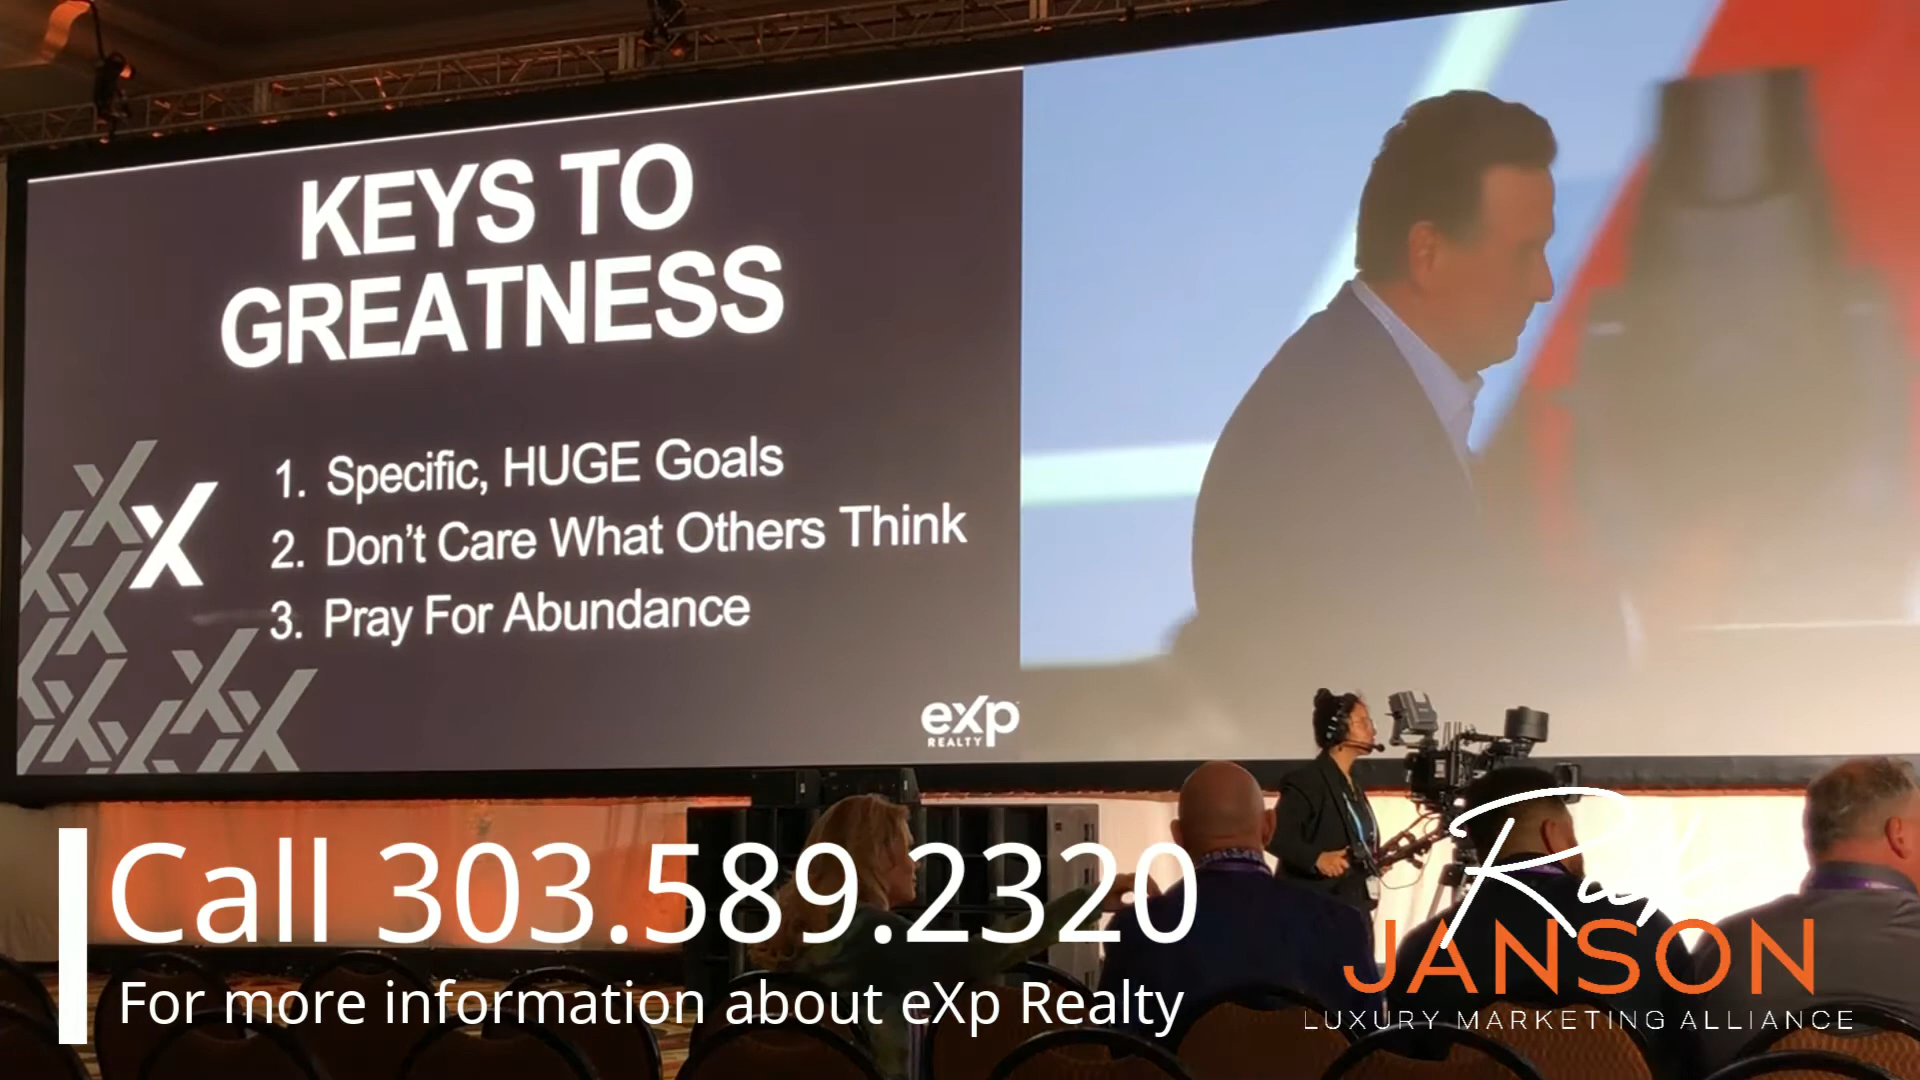 KEYS TO
GREATNESS
1. Specific, HUGE Goals
2. Don't Care What Others Think
3. Pray For Abundance
eXp
REALTY
Call 303.589.2320
For more information about eXp Realty
JANSON
LUXURY MARKETING ALLIANCE